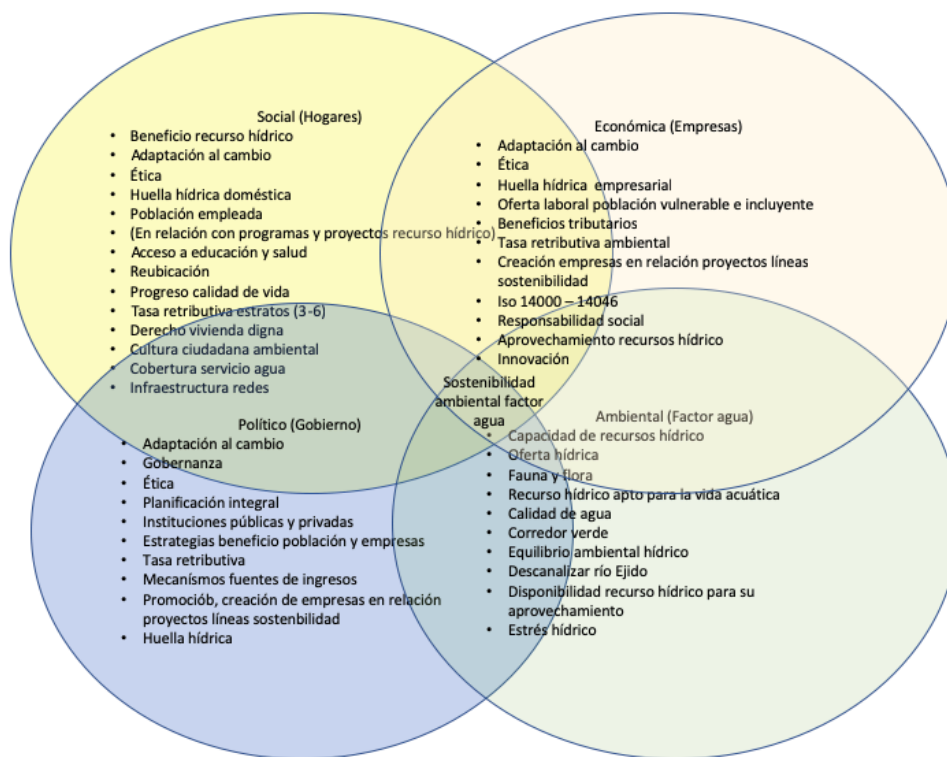 Social (Hogares)
• Beneficio recurso hídrico
• Adaptación al cambio
• Ética
• Huella hídrica doméstica
• Población empleada
• (En relación con programas y proyectos recurso hídrico)
• Acceso a educación y salud
• Reubicación
• Progreso calidad de vida
• Tasa retributiva estratos (3-6)
• Derecho vivienda digna
• Cultura ciudadana ambiental
• Cobertura servicio agua
• Infraestructura redes
Económica (Empresas)
• Adaptación al cambio
• Ética
• Huella hídrica empresarial
• Oferta laboral población vulnerable e incluyente
• Beneficios tributarios
• Tasa retributiva ambiental
• Creación empresas en relación proyectos líneas
sostenibilidad
• Iso 14000 – 14046
• Responsabilidad social
• Aprovechamiento recursos hídrico
• Innovación
Sostenibilidad
ambiental factor
agua
Político (Gobierno)
• Adaptación al cambio
• Gobernanza
• Ética
• Planificación integral
• Instituciones públicas y privadas
• Estrategias beneficio población y empresas
• Tasa retributiva
• Mecanísmos fuentes de ingresos
• Promociób, creación de empresas en relación
proyectos líneas sostenbilidad
• Huella hídrica
Ambiental (Factor agua)
• Capacidad de recursos hídrico
• Oferta hídrica
• Fauna y flora
• Recurso hídrico apto para la vida acuática
• Calidad de agua
• Corredor verde
• Equilibrio ambiental hídrico
• Descanalizar río Ejido
• Disponibilidad recurso hídrico para su
aprovechamiento
• Estrés hídrico